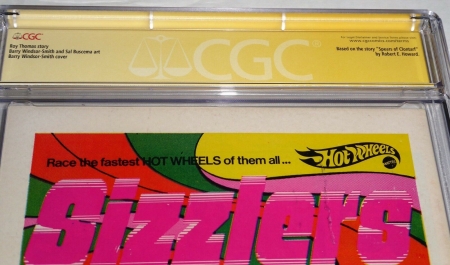 CGC
Roy Thomas story
Barry Windsor-Smith and Sal Buscema art
Barry Windsor-Smith cover
CGC
www.cgccomics.com
Based on the story "Spears of Clontarf"
by Robert E. Howard.
Race the fastest HOT WHEELS of them all ...
HOT WHEELS
MATTEL
Sizzlers